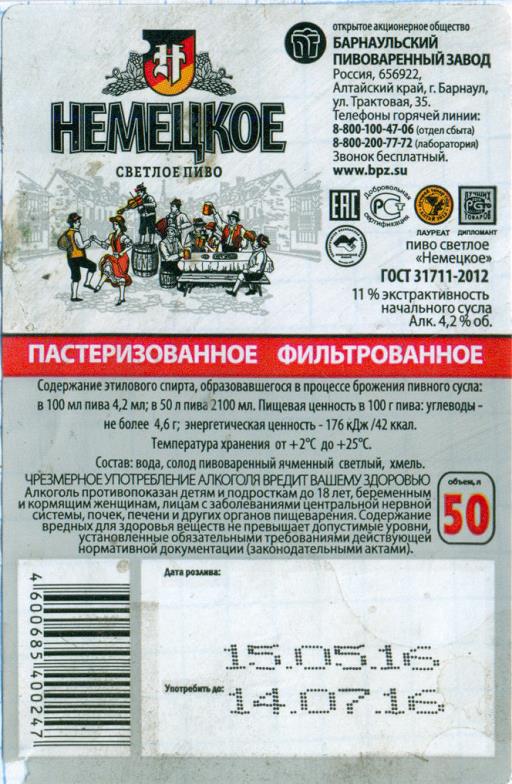 Н
НЕМЕЦКОЕ
СВЕТЛОЕ ПИВО
открытое акционерное общество
БАРНАУЛЬСКИЙ
ПИВОВАРЕННЫЙ ЗАВОД
Россия, 656922,
Алтайский край, г. Барнаул,
ул. Трактовая, 35.
Телефоны горячей линии:
8-800-100-47-06 (отдел сбыта)
8-800-200-77-72 (лаборатория)
Звонок бесплатный.
www.bpz.su
ЕАС
Добровольная
сертификация
ЛАУРЕАТ
ДИПЛОМАНТ
пиво светлое
«Немецкое»
ГОСТ 31711-2012
11 % экстрактивность
начального сусла
Алк. 4,2 % об.
ПАСТЕРИЗОВАННОЕ ФИЛЬТРОВАННОЕ
Содержание этилового спирта, образовавшегося в процессе брожения пивного сусла:
в 100 мл пива 4,2 мл; в 50 л пива 2100 мл. Пищевая ценность в 100 г пива: углеводы -
не более 4,6 г; энергетическая ценность - 176 кДж /42 ккал.
Температура хранения от +2°С до +25°С.
Состав: вода, солод пивоваренный ячменный светлый, хмель.
ЧРЕЗМЕРНОЕ УПОТРЕБЛЕНИЕ АЛКОГОЛЯ ВРЕДИТ ВАШЕМУ ЗДОРОВЬЮ
Алкоголь противопоказан детям и подросткам до 18 лет, беременным
и кормящим женщинам, лицам с заболеваниями центральной нервной
системы, почек, печени и других органов пищеварения. Содержание
вредных для здоровья веществ не превышает допустимые уровни,
установленные обязательными требованиями действующей
нормативной документации (законодательными актами).
объем, л
50
Дата розлива:
15.05.16
Употребить до:
14.07.16
4600685400247